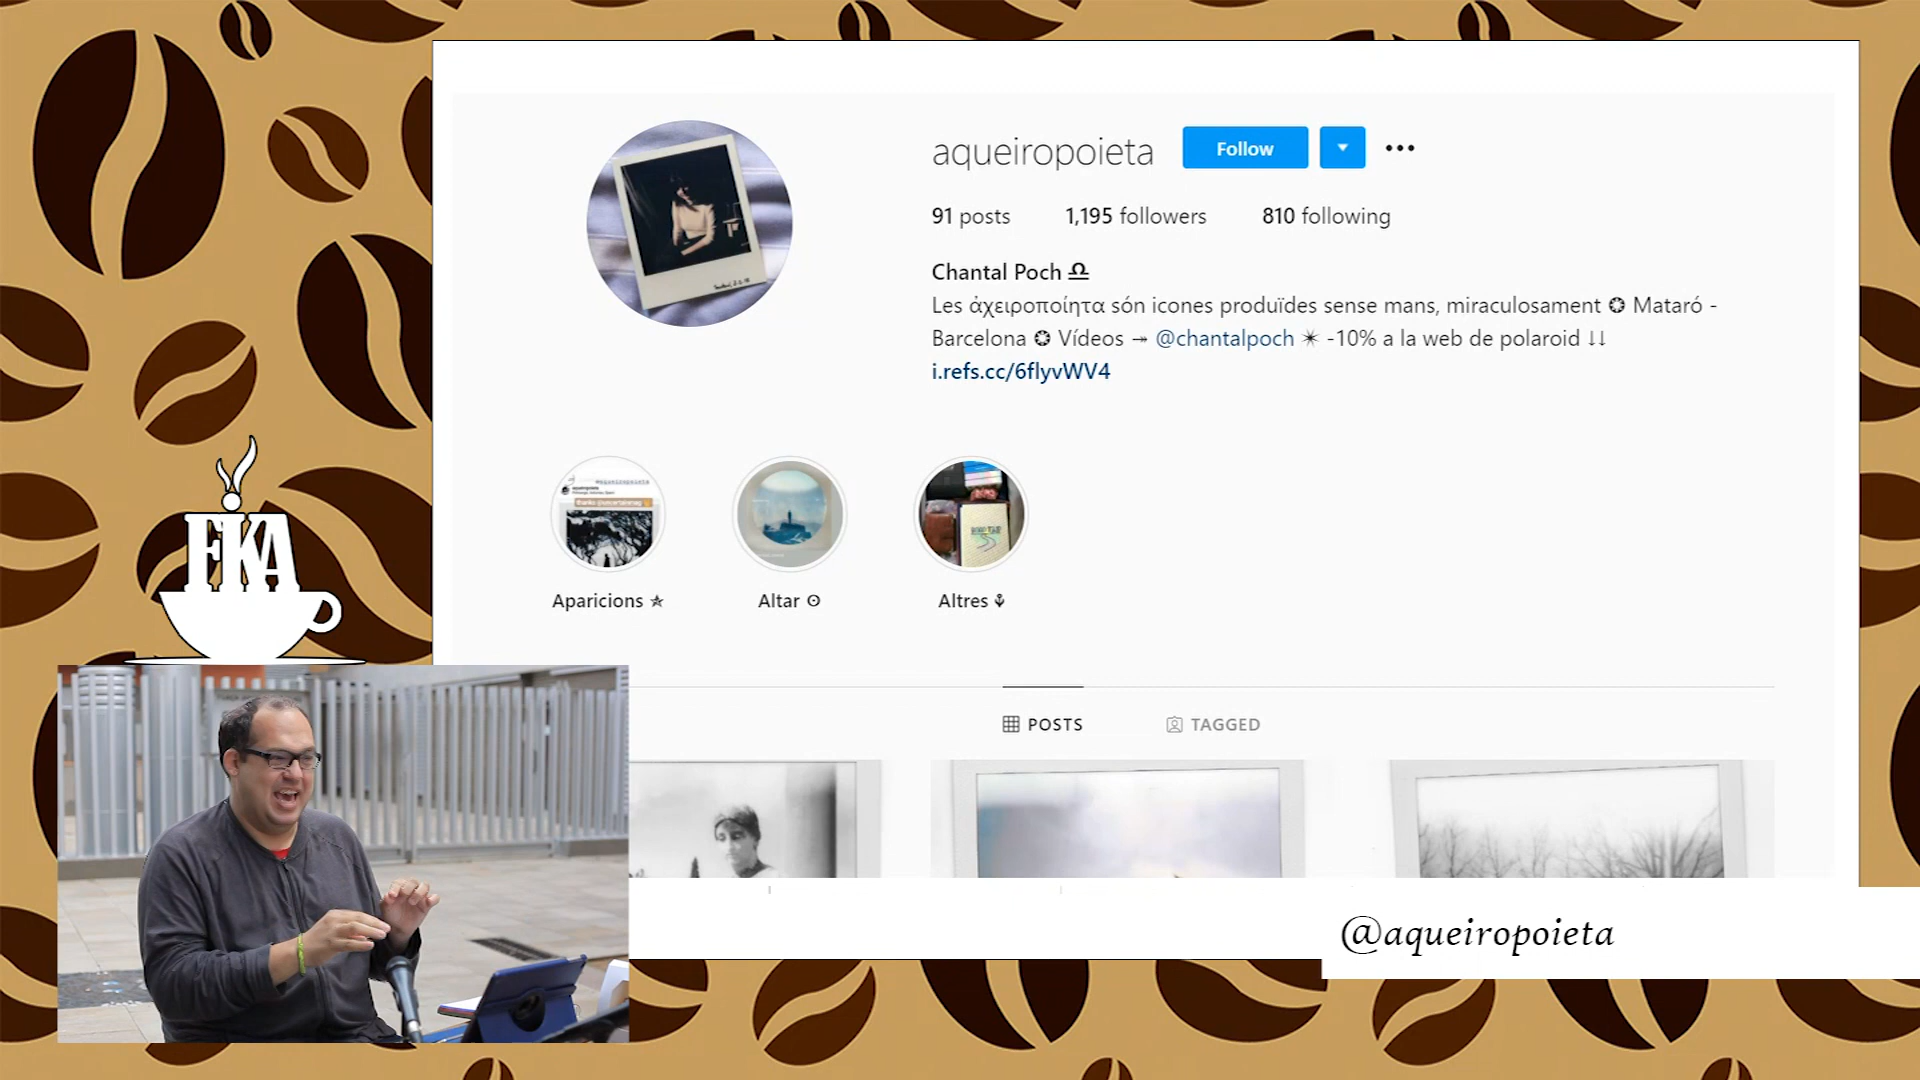 aqueiropoieta
Follow
91 posts 1,195 followers 810 following
Chantal Poch ♎
Les ἀχειροποίητα són icones produïdes sense mans, miraculosament ✪ Mataró -
Barcelona ✪ Vídeos → @chantalpoch ✴ -10% a la web de polaroid ↓↓
i.refs.cc/6flyvWV4
Aparicions ✯ Altar ⊙ Altres ⚘
FIKA
POSTS TAGGED
@aqueiropoieta